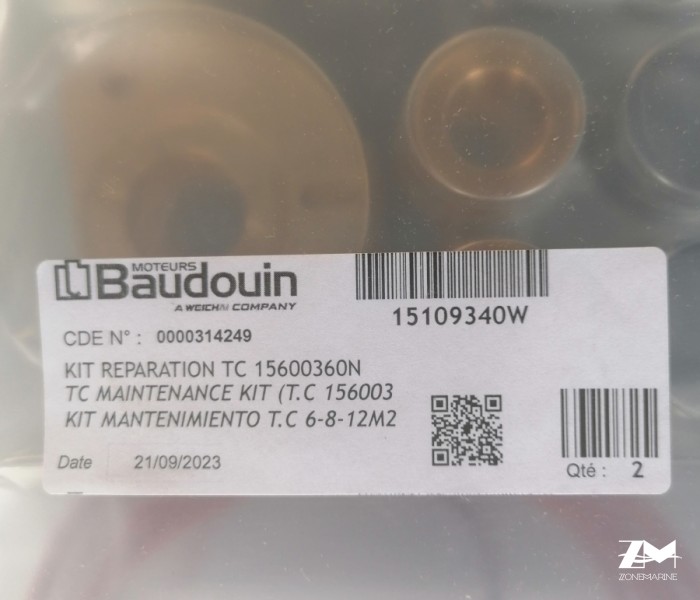 MOTEURS
Baudouin
A WEICHAI COMPANY
15109340W
CDE N° : 0000314249
KIT REPARATION TC 15600360N
TC MAINTENANCE KIT (T.C 156003
KIT MANTENIMIENTO T.C 6-8-12M2
Date 21/09/2023
Qté : 2
ZM
ZONEMARINE